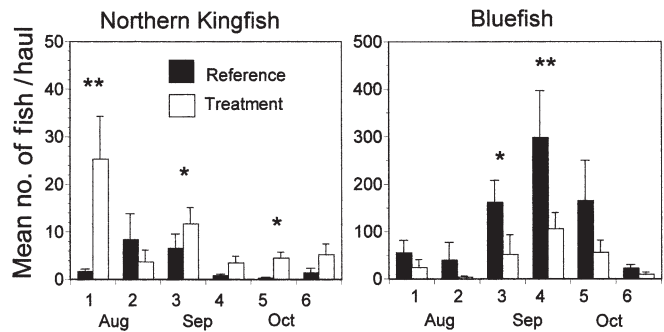 Northern Kingfish
Bluefish
Mean no. of fish /haul
50
40
30
20
10
0
**
*
*
Reference
Treatment
1 2 3 4 5 6
Aug Sep Oct
500
400
300
200
100
0
*
**
1 2 3 4 5 6
Aug Sep Oct